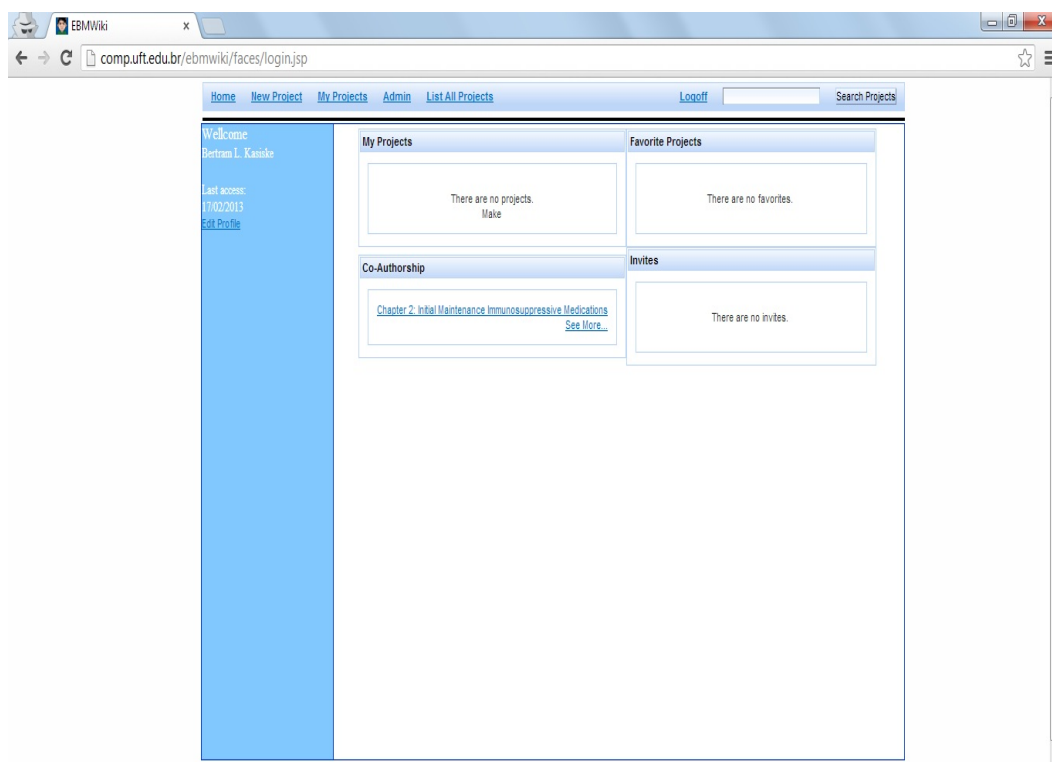 EBMWiki x
comp.uft.edu.br/ebmwiki/faces/login.jsp
Home New Project My Projects Admin List All Projects Logoff Search Projects
Wellcome
Bertram L. Kasiske
Last access:
17/02/2013
Edit Profile
My Projects
There are no projects.
Make
Favorite Projects
There are no favorites.
Co-Authorship
Chapter 2: Initial Maintenance Immunosuppressive Medications
See More...
Invites
There are no invites.